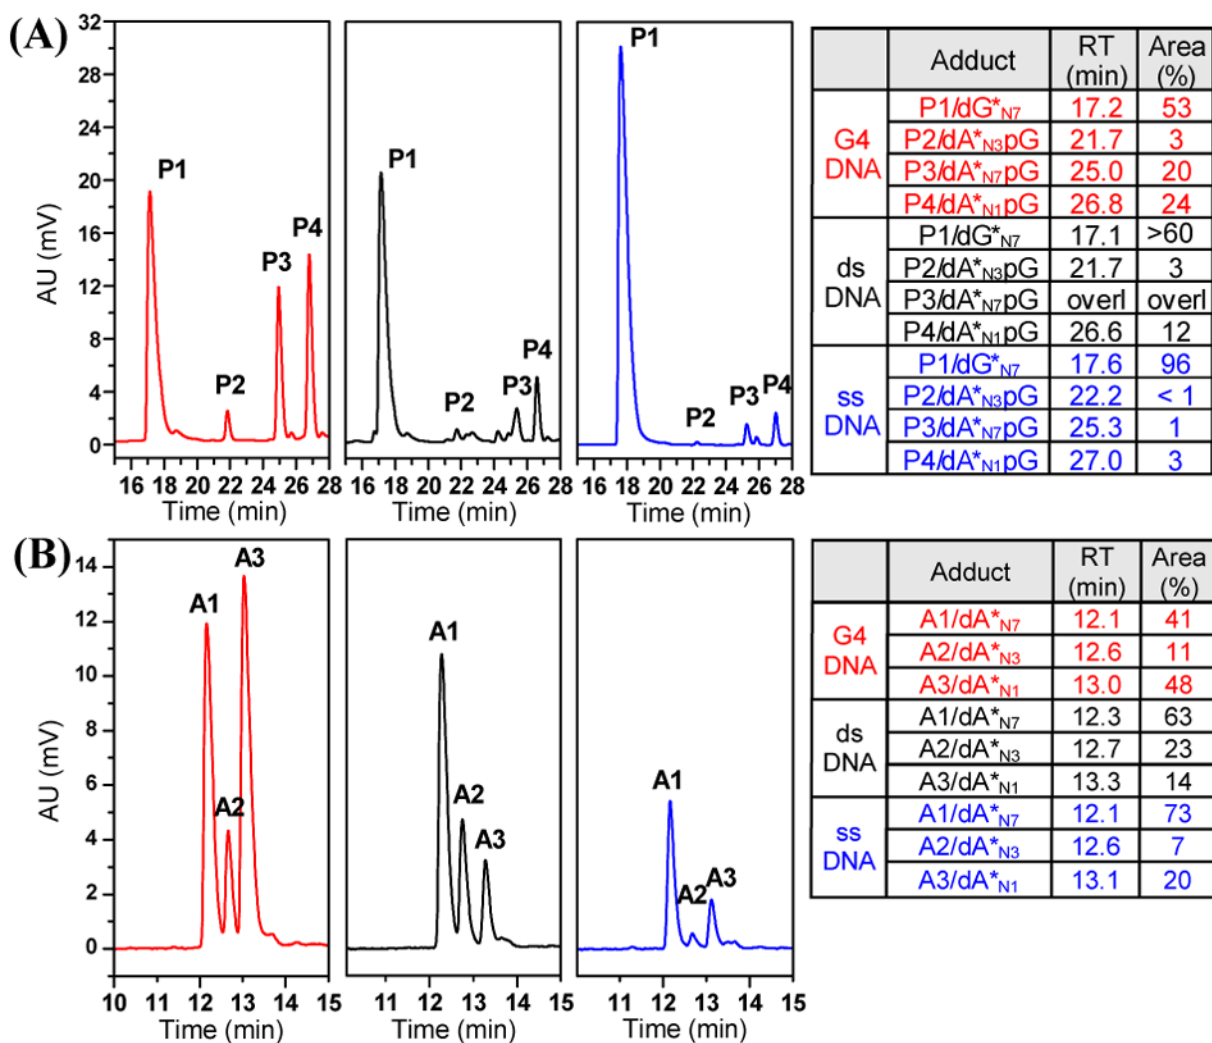 (A)
32
28
24
20
16
12
8
4
0
AU (mV)
P1
P2
P3
P4
16 18 20 22 24 26 28
Time (min)
P1
P2
P3
P4
16 18 20 22 24 26 28
Time (min)
P1
P2
P3
P4
16 18 20 22 24 26 28
Time (min)
Adduct RT (min) Area (%)
G4 DNA
P1/dG*N7 17.2 53
P2/dA*N3pG 21.7 3
P3/dA*N7pG 25.0 20
P4/dA*N1pG 26.8 24
ds DNA
P1/dG*N7 17.1 >60
P2/dA*N3pG 21.7 3
P3/dA*N7pG overl overl
P4/dA*N1pG 26.6 12
ss DNA
P1/dG*N7 17.6 96
P2/dA*N3pG 22.2 < 1
P3/dA*N7pG 25.3 1
P4/dA*N1pG 27.0 3
(B)
14
12
10
8
6
4
2
0
AU (mV)
A1
A2
A3
10 11 12 13 14 15
Time (min)
A1
A2
A3
11 12 13 14 15
Time (min)
A1
A2
A3
11 12 13 14 15
Time (min)
Adduct RT (min) Area (%)
G4 DNA
A1/dA*N7 12.1 41
A2/dA*N3 12.6 11
A3/dA*N1 13.0 48
ds DNA
A1/dA*N7 12.3 63
A2/dA*N3 12.7 23
A3/dA*N1 13.3 14
ss DNA
A1/dA*N7 12.1 73
A2/dA*N3 12.6 7
A3/dA*N1 13.1 20